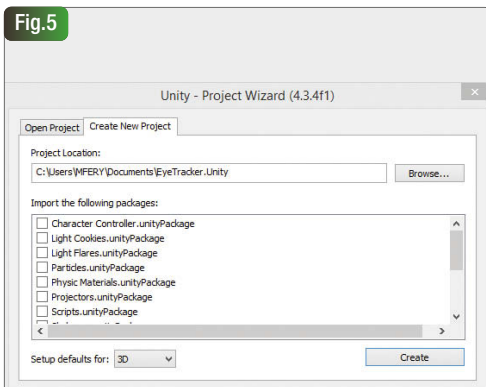 Fig.5
Unity - Project Wizard (4.3.4f1)
Open Project
Create New Project
Project Location:
C:\Users\MFERY\Documents\EyeTracker.Unity
Browse...
Import the following packages:
Character Controller.unityPackage
Light Cookies.unityPackage
Light Flares.unityPackage
Particles.unityPackage
Physic Materials.unityPackage
Projectors.unityPackage
Scripts.unityPackage
Setup defaults for:
3D
Create